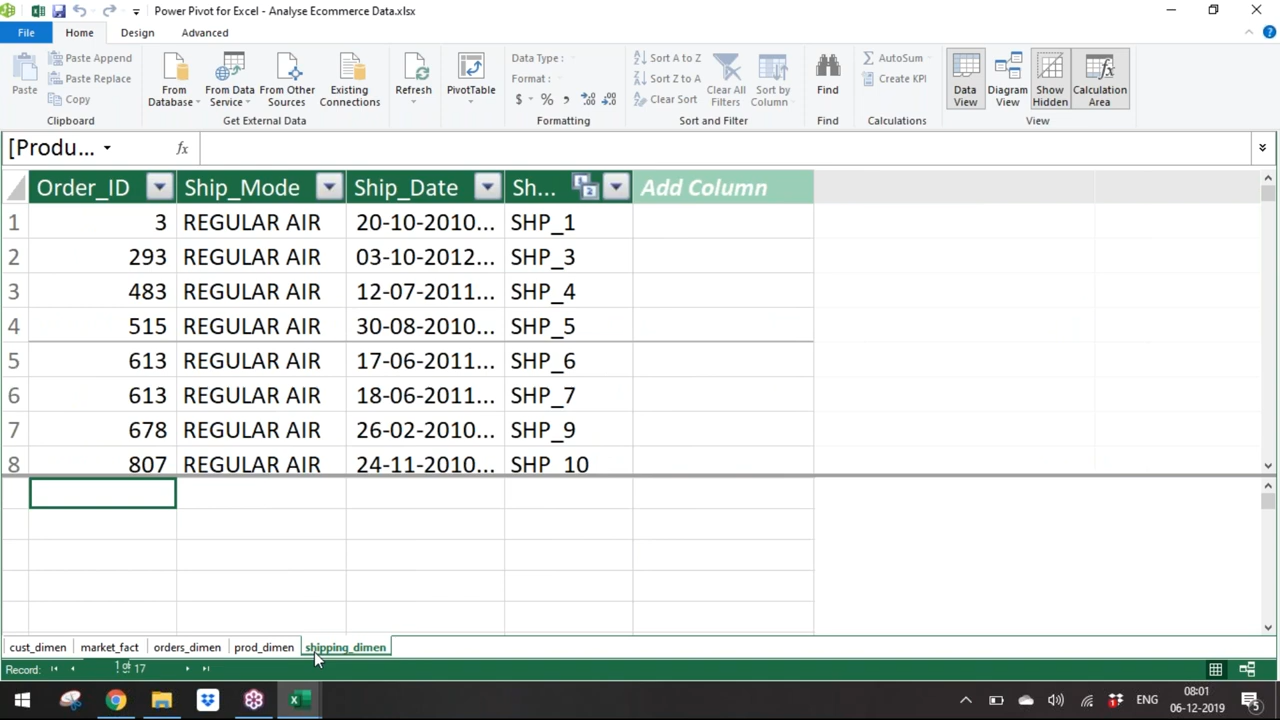 Power Pivot for Excel - Analyse Ecommerce Data.xlsx
File Home Design Advanced
Paste
Paste Append
Paste Replace
Copy
Clipboard
From Database
From Data Service
From Other Sources
Existing Connections
Get External Data
Refresh
PivotTable
Data Type :
Format :
$ % ,
Formatting
Sort A to Z
Sort Z to A
Clear Sort
Clear All Filters
Sort by Column
Sort and Filter
Find
Find
AutoSum
Create KPI
Calculations
Data View
Diagram View
Show Hidden
Calculation Area
View
[Produ... fx
Order_ID Ship_Mode Ship_Date Sh... Add Column
1 3 REGULAR AIR 20-10-2010... SHP_1
2 293 REGULAR AIR 03-10-2012... SHP_3
3 483 REGULAR AIR 12-07-2011... SHP_4
4 515 REGULAR AIR 30-08-2010... SHP_5
5 613 REGULAR AIR 17-06-2011... SHP_6
6 613 REGULAR AIR 18-06-2011... SHP_7
7 678 REGULAR AIR 26-02-2010... SHP_9
8 807 REGULAR AIR 24-11-2010... SHP_10
cust_dimen market_fact orders_dimen prod_dimen shipping_dimen
Record: 1 of 17
ENG
08:01
06-12-2019
5